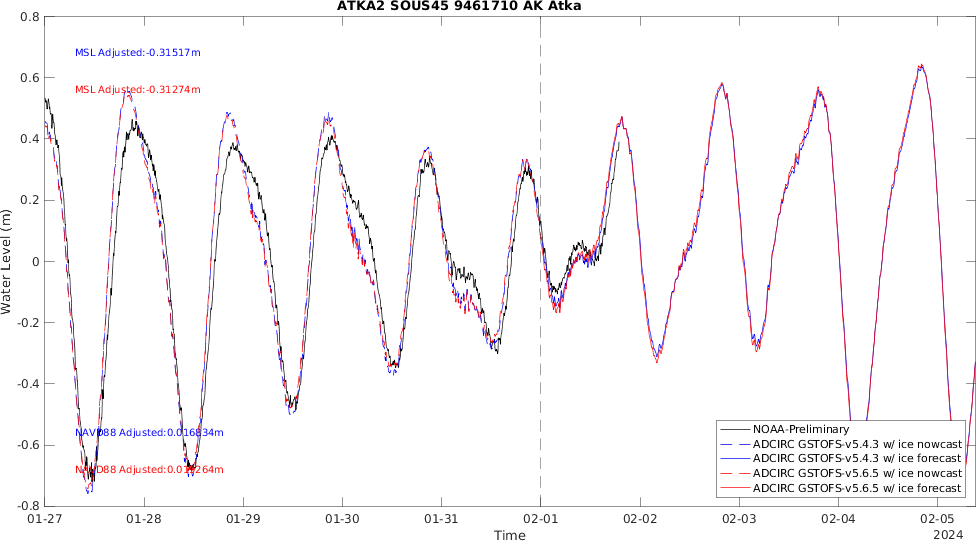 ATKA2 SOUS45 9461710 AK Atka
0.8
MSL Adjusted:-0.31517m
0.6
MSL Adjusted:-0.31274m
0.4
0.2
0
-0.2
-0.4
-0.6
-0.8
Water Level (m)
NAVD88 Adjusted:0.016834m
NAVD88 Adjusted:0.019264m
NOAA-Preliminary
ADCIRC GSTOFS-v5.4.3 w/ ice nowcast
ADCIRC GSTOFS-v5.4.3 w/ ice forecast
ADCIRC GSTOFS-v5.6.5 w/ ice nowcast
ADCIRC GSTOFS-v5.6.5 w/ ice forecast
01-27 01-28 01-29 01-30 01-31 02-01 02-02 02-03 02-04 02-05
Time
2024